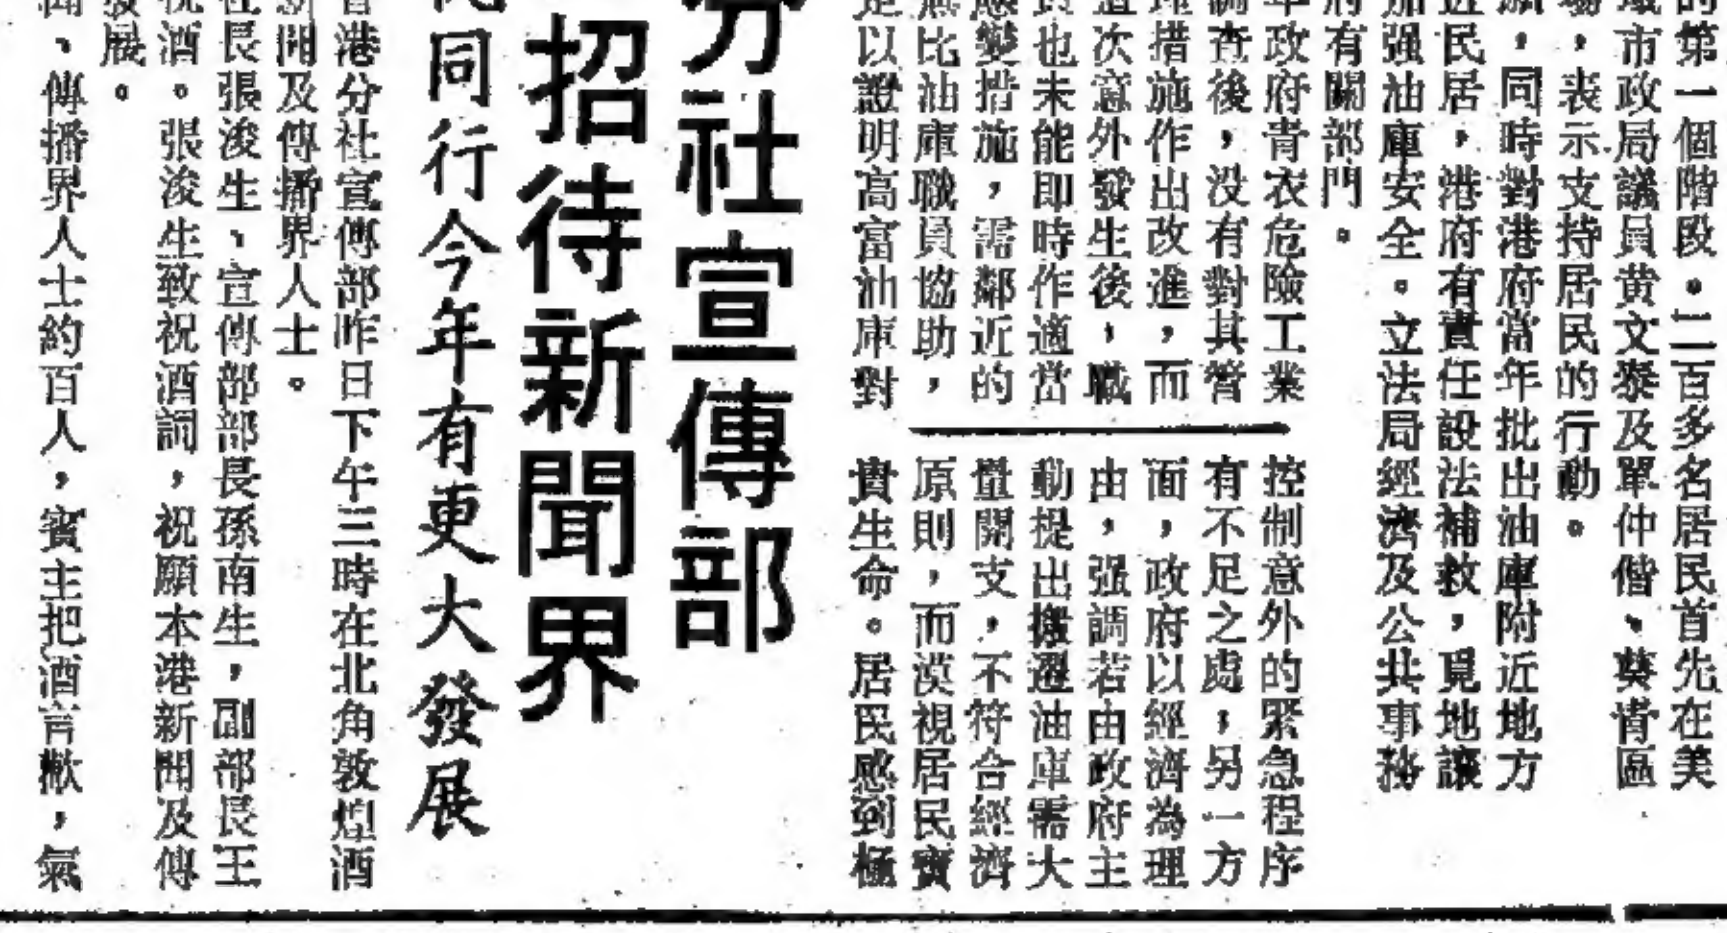 的第一個階段。二百多名居民首先在美
域市政局議員黄文泰及單仲偕、葵青區
場，表示支持居民的行動。
願，同時對港府當年批出油庫附近地方
近民居，港府有責任設法補救，覓地讓
加强油庫安全。立法局經濟及公共事務
府有關部門。
年政府青衣危險工業
調查後，没有對其管
理措施作出改進，而
這次意外發生後，職
員也未能即時作適當
應變措施，需鄰近的
無比油庫職員協助，
足以證明高富油庫對
控制意外的緊急程序
有不足之處，另一方
面，政府以經濟為理
由，强調若由政府主
動提出搬遷油庫需大
量開支，不符合經濟
原則，而漠視居民寶
貴生命。居民感到極
分社宣傳部
招待新聞界
同行今年有更大發展
香港分社宣傳部昨日下午三時在北角敦煌酒
新聞及傳播界人士。
社長張浚生、宣傳部部長孫南生，副部長王
祝酒。張浚生致祝酒詞，祝願本港新聞及傳
發展。
聞、傳播界人士約百人，賓主把酒言歡，氣